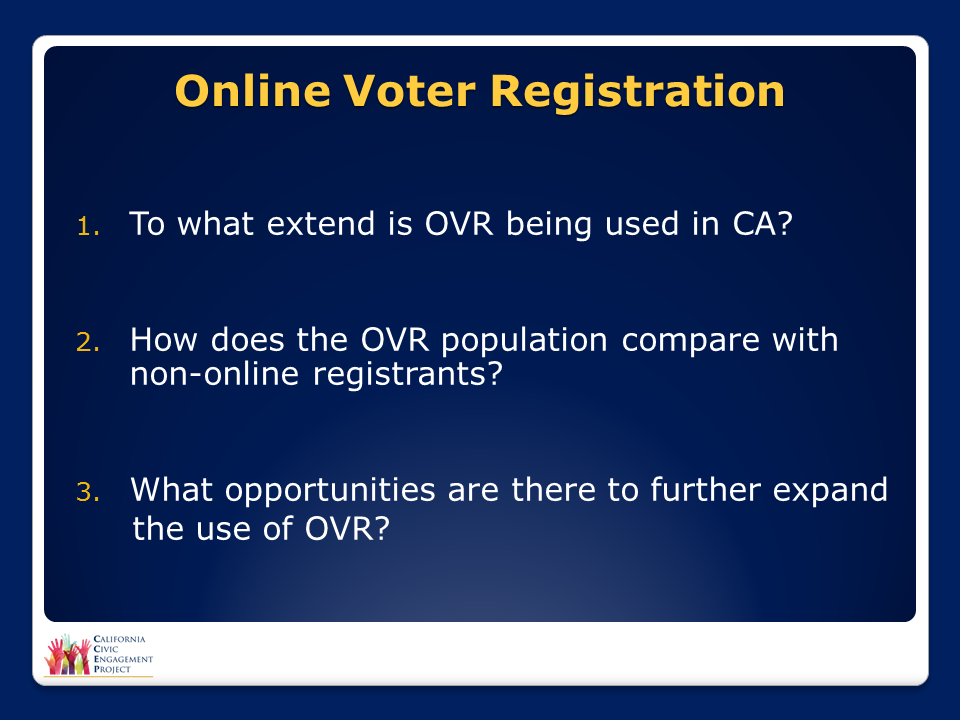 Online Voter Registration
1. To what extend is OVR being used in CA?
2. How does the OVR population compare with
non-online registrants?
3. What opportunities are there to further expand
the use of OVR?
CALIFORNIA
CIVIC
ENGAGEMENT
PROJECT